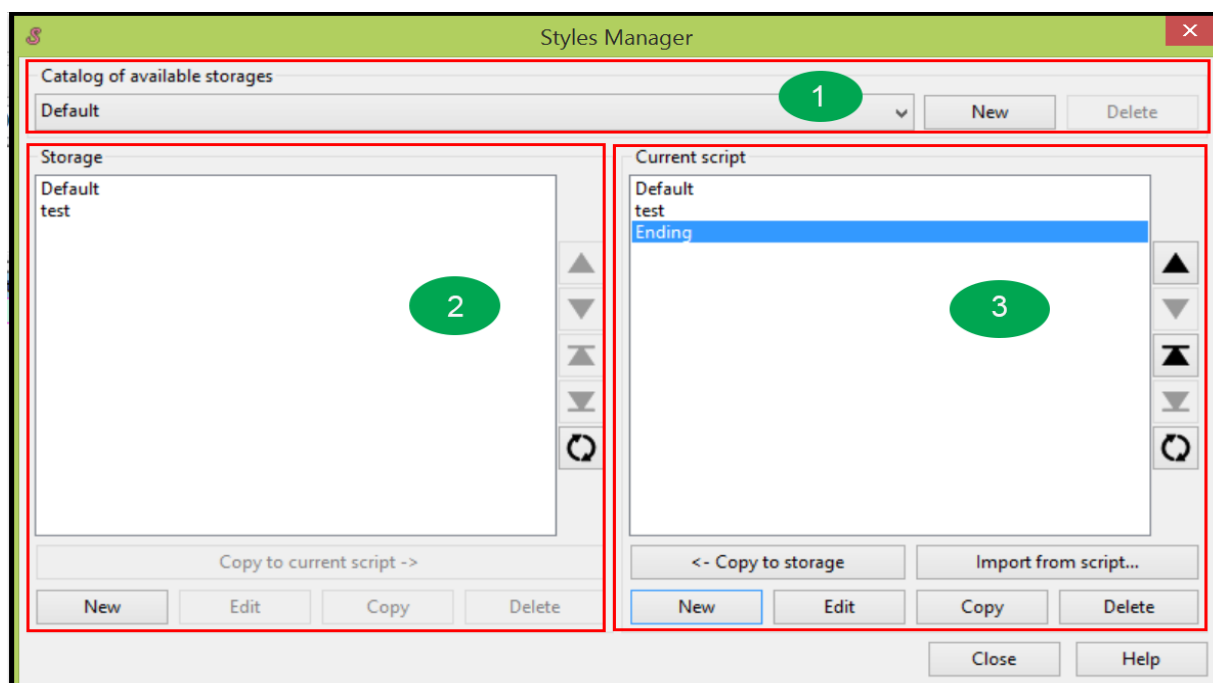 Styles Manager
Catalog of available storages
Default
1
New
Delete
Storage
Default
test
2
Copy to current script ->
New Edit Copy Delete
Current script
Default
test
Ending
3
<- Copy to storage Import from script...
New Edit Copy Delete
Close Help